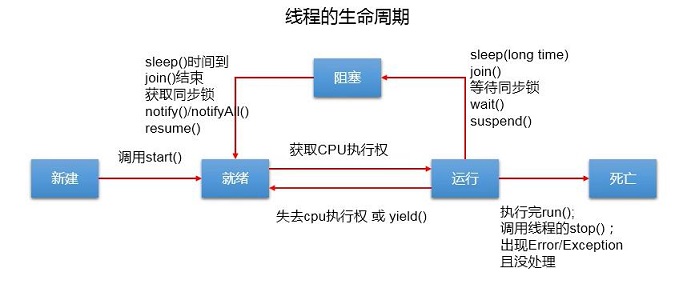 线程的生命周期
sleep()时间到
join()结束
获取同步锁
notify()/notifyAll()
resume()
阻塞
sleep(long time)
join()
等待同步锁
wait()
suspend()
新建
调用start()
就绪
获取CPU执行权
失去cpu执行权 或 yield()
运行
死亡
执行完run();
调用线程的stop()；
出现Error/Exception
且没处理